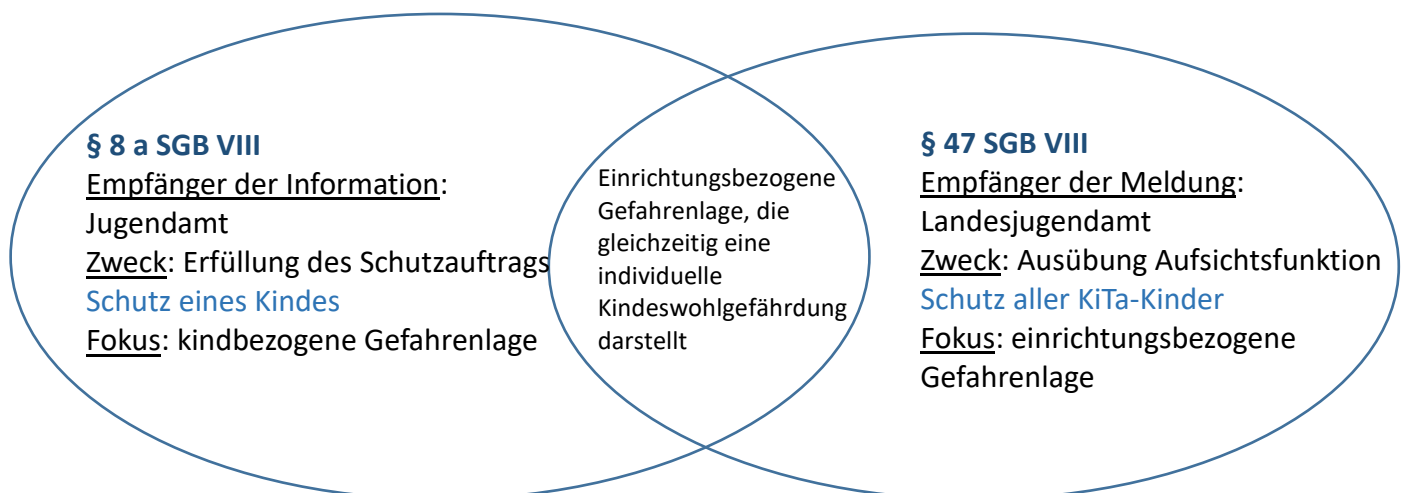 § 8 a SGB VIII
Empfänger der Information:
Jugendamt
Zweck: Erfüllung des Schutzauftrags
Schutz eines Kindes
Fokus: kindbezogene Gefahrenlage
Einrichtungsbezogene
Gefahrenlage, die
gleichzeitig eine
individuelle
Kindeswohlgefährdung
darstellt
§ 47 SGB VIII
Empfänger der Meldung:
Landesjugendamt
Zweck: Ausübung Aufsichtsfunktion
Schutz aller KiTa-Kinder
Fokus: einrichtungsbezogene
Gefahrenlage